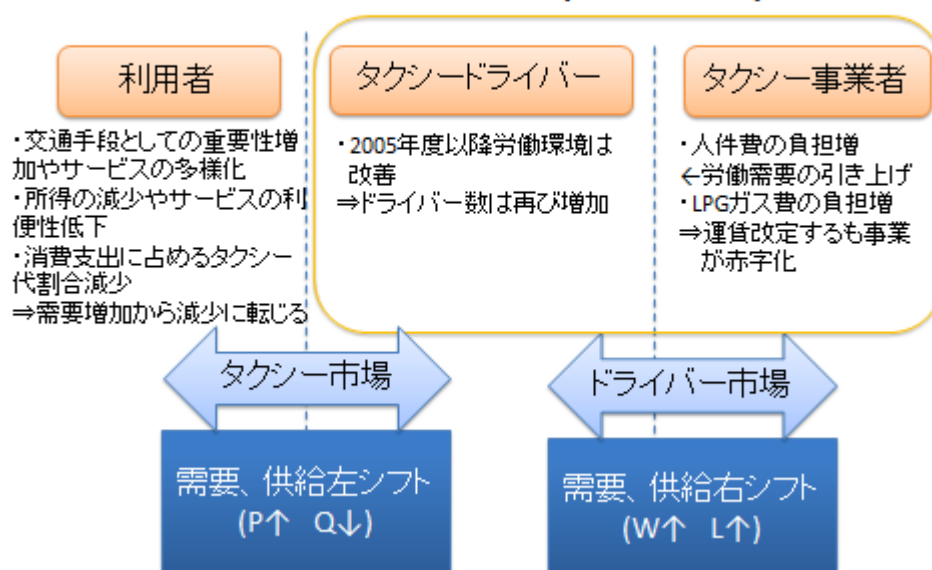 利用者
・交通手段としての重要性増
加やサービスの多様化
・所得の減少やサービスの利
便性低下
・消費支出に占めるタクシー
代割合減少
⇒需要増加から減少に転じる
タクシードライバー
・2005年度以降労働環境は
改善
⇒ドライバー数は再び増加
タクシー事業者
・人件費の負担増
←労働需要の引き上げ
・LPGガス費の負担増
⇒運賃改定するも事業
が赤字化
タクシー市場
ドライバー市場
需要、供給左シフト
(P↑ Q↓)
需要、供給右シフト
(W↑ L↑)